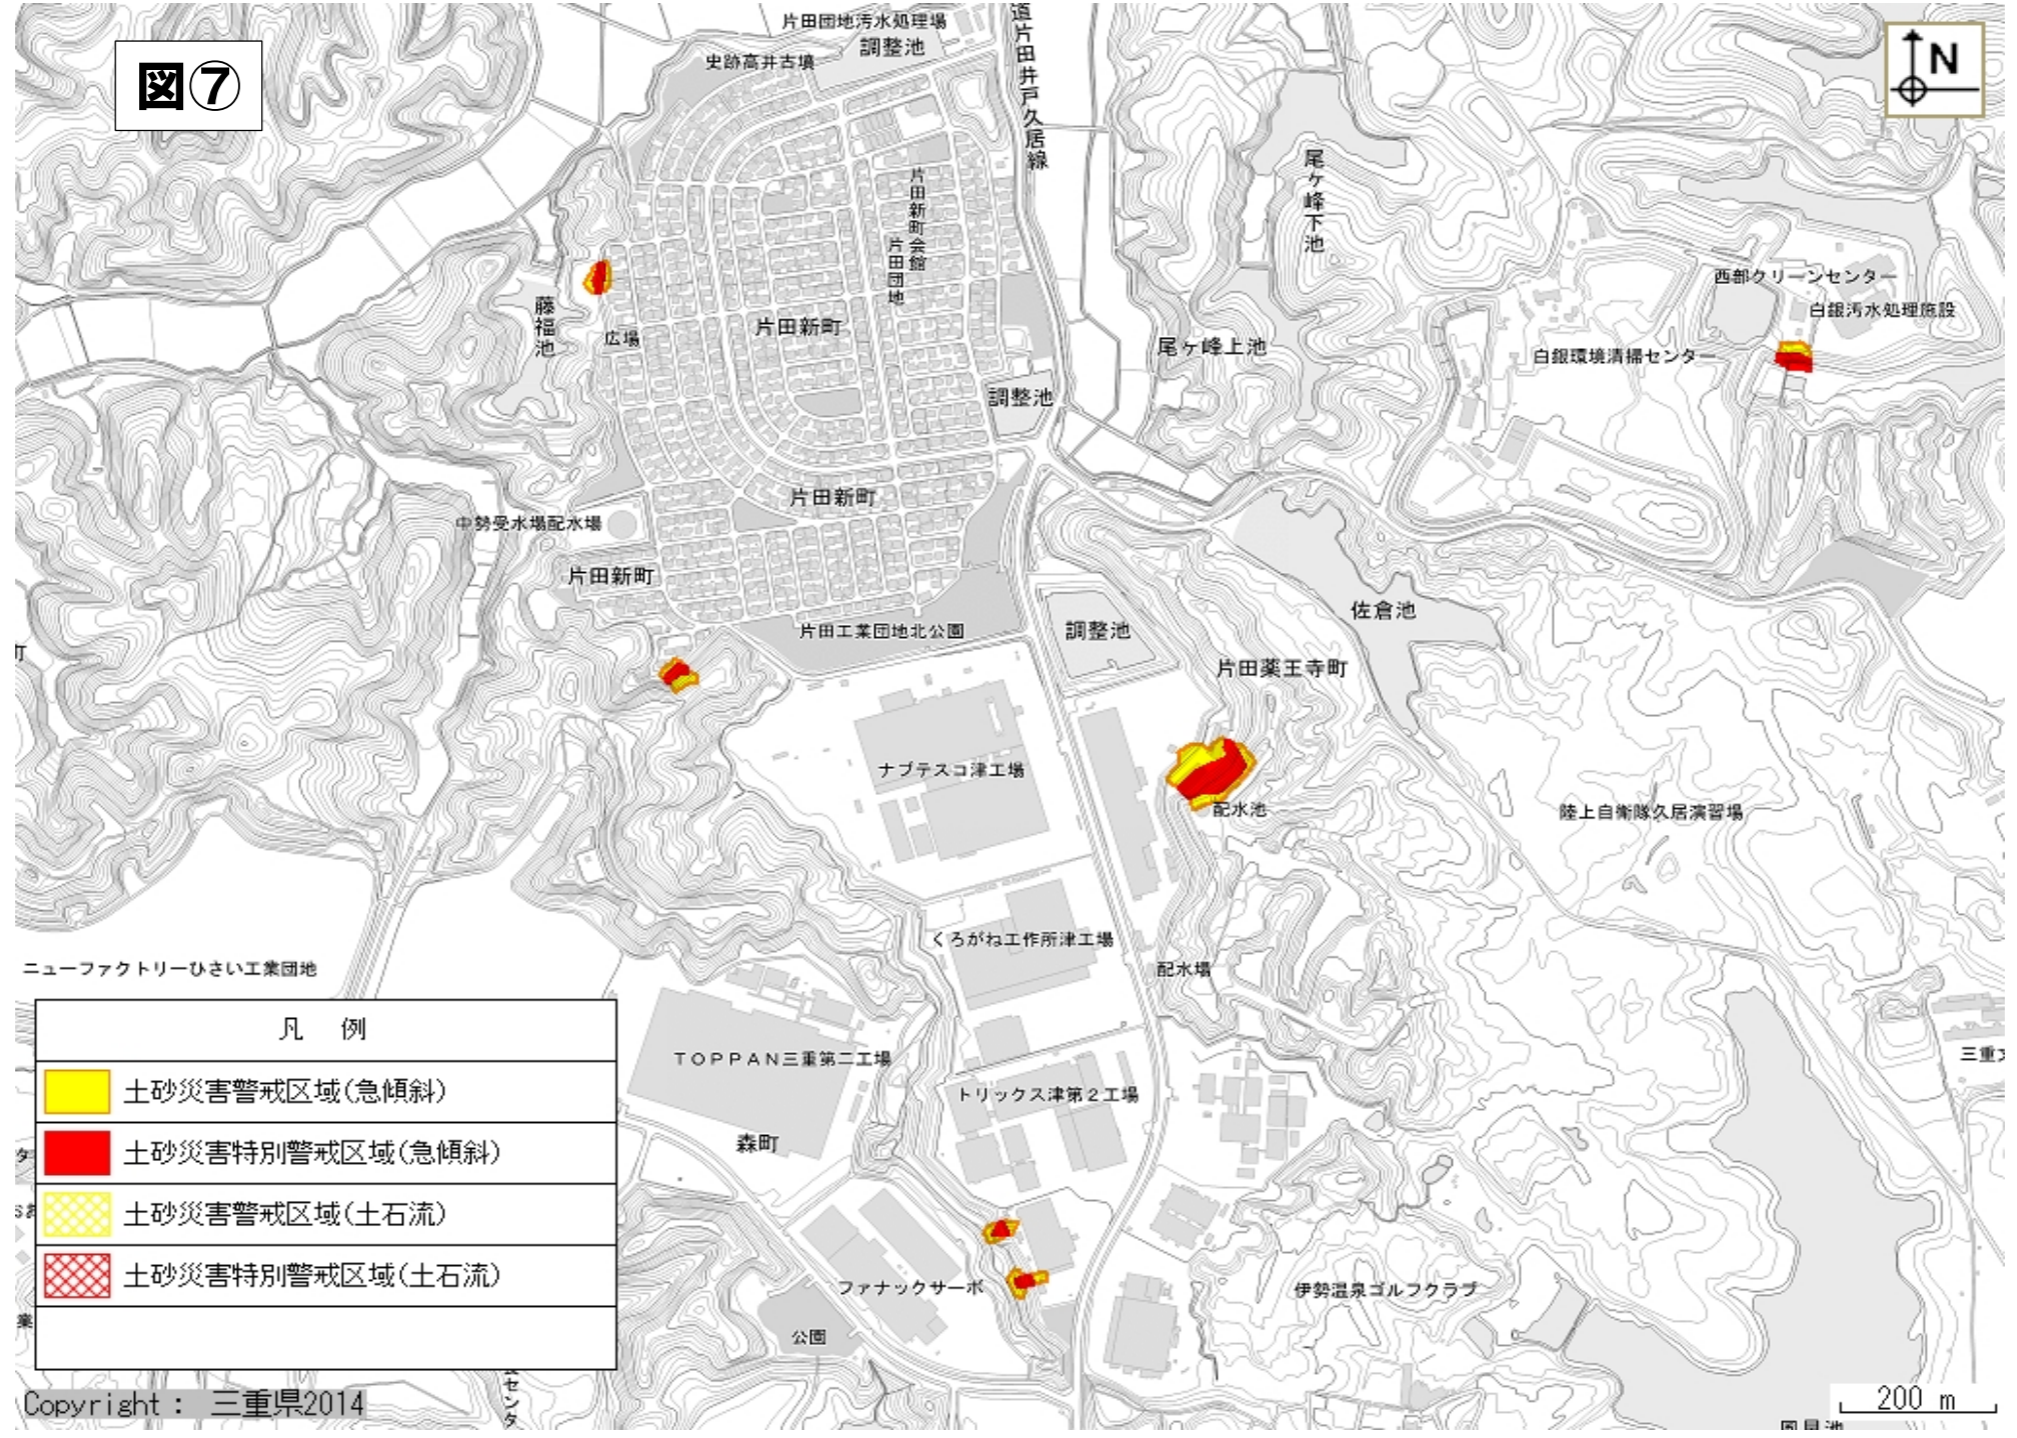 図⑦
N
片田団地汚水処理場
調整池
史跡高井古墳
道片田井戸久居線
尾ヶ峰下池
片田新町会館
片田団地
西部クリーンセンター
白銀汚水処理施設
白銀環境清掃センター
藤福池
広場
片田新町
尾ヶ峰上池
調整池
片田新町
中勢受水場配水場
片田新町
佐倉池
片田工業団地北公園
調整池
町
片田薬王寺町
ナブテスコ津工場
配水池
陸上自衛隊久居演習場
くろがね工作所津工場
配水場
ニューファクトリーひさい工業団地
凡 例
土砂災害警戒区域(急傾斜)
土砂災害特別警戒区域(急傾斜)
土砂災害警戒区域(土石流)
土砂災害特別警戒区域(土石流)
TOPPAN三重第二工場
トリックス津第2工場
森町
ファナックサーボ
伊勢温泉ゴルフクラブ
公園
センタ
Copyright : 三重県2014
200 m